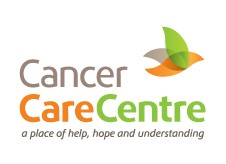 Cancer
CareCentre
a place of help, hope and understanding